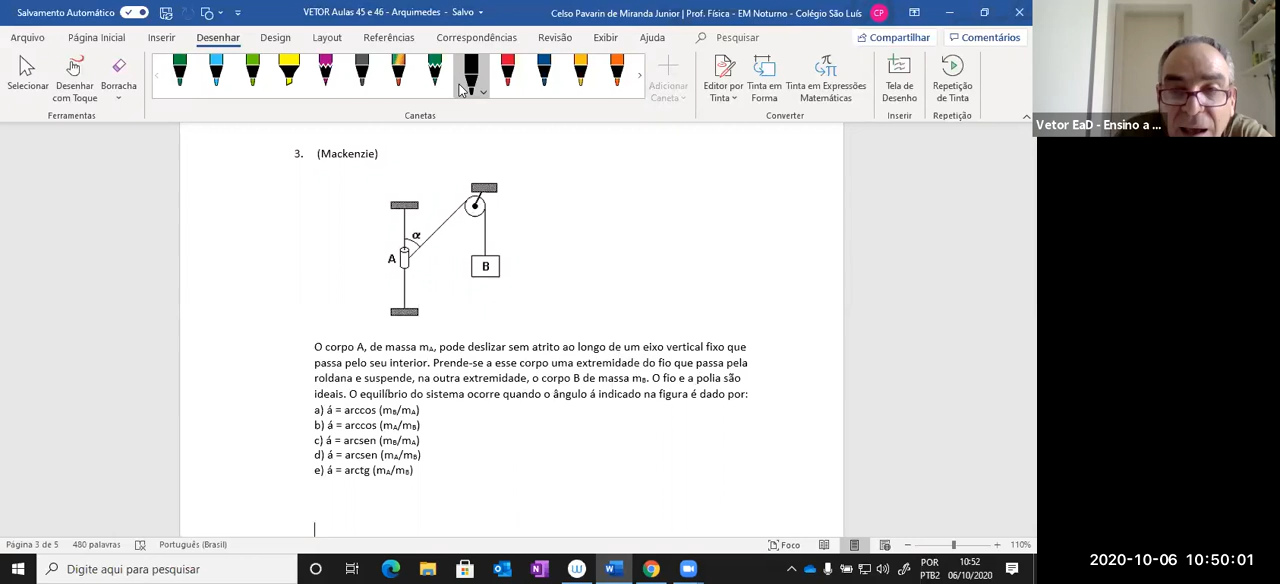 Salvamento Automático
VETOR Aulas 45 e 46 - Arquimedes - Salvo
Celso Pavarin de Miranda Junior | Prof. Física - EM Noturno - Colégio São Luís
CP
Arquivo
Página Inicial
Inserir
Desenhar
Design
Layout
Referências
Correspondências
Revisão
Exibir
Ajuda
Pesquisar
Compartilhar
Comentários
Selecionar
Desenhar com Toque
Borracha
Adicionar Caneta
Editor por Tinta
Tinta em Forma
Tinta em Expressões Matemáticas
Tela de Desenho
Repetição de Tinta
Ferramentas
Canetas
Converter
Inserir
Repetição
Vetor EaD - Ensino a ...
3. (Mackenzie)
α
A
B
O corpo A, de massa mA, pode deslizar sem atrito ao longo de um eixo vertical fixo que
passa pelo seu interior. Prende-se a esse corpo uma extremidade do fio que passa pela
roldana e suspende, na outra extremidade, o corpo B de massa mB. O fio e a polia são
ideais. O equilíbrio do sistema ocorre quando o ângulo á indicado na figura é dado por:
a) á = arccos (mB/mA)
b) á = arccos (mA/mB)
c) á = arcsen (mB/mA)
d) á = arcsen (mA/mB)
e) á = arctg (mA/mB)
Página 3 de 5
480 palavras
Português (Brasil)
Foco
110%
Digite aqui para pesquisar
POR
PTB2
10:52
06/10/2020
2020-10-06 10:50:01